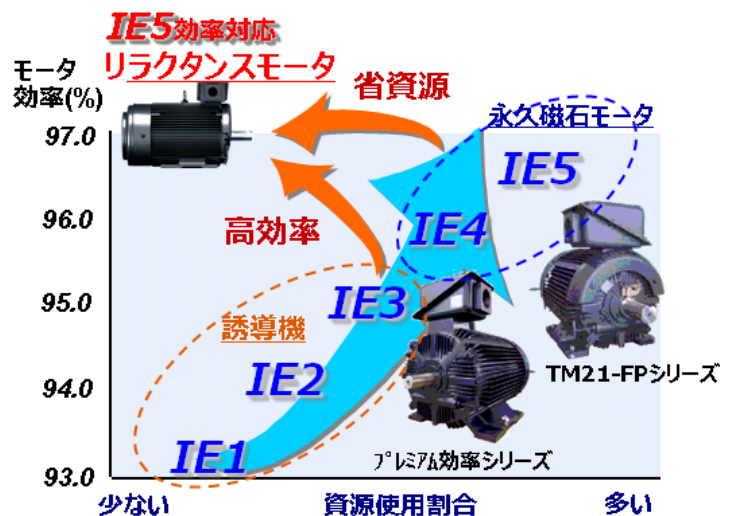 IE5効率対応
リラクタンスモータ
モータ
効率(%)
省資源
永久磁石モータ
97.0
IE5
96.0
高効率
IE4
95.0
IE3
誘導機
94.0
IE2
TM21-FPシリーズ
IE1
ﾌﾟﾚﾐｱﾑ効率シリーズ
93.0
少ない
資源使用割合
多い